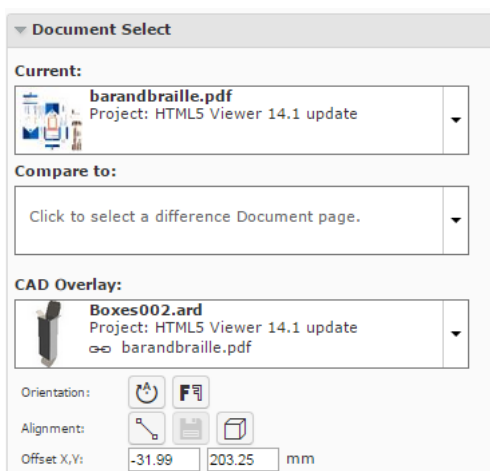 Document Select
Current:
barandbraille.pdf
Project: HTML5 Viewer 14.1 update
Compare to:
Click to select a difference Document page.
CAD Overlay:
Boxes002.ard
Project: HTML5 Viewer 14.1 update
barandbraille.pdf
Orientation:
Alignment:
Offset X,Y: -31.99 203.25 mm